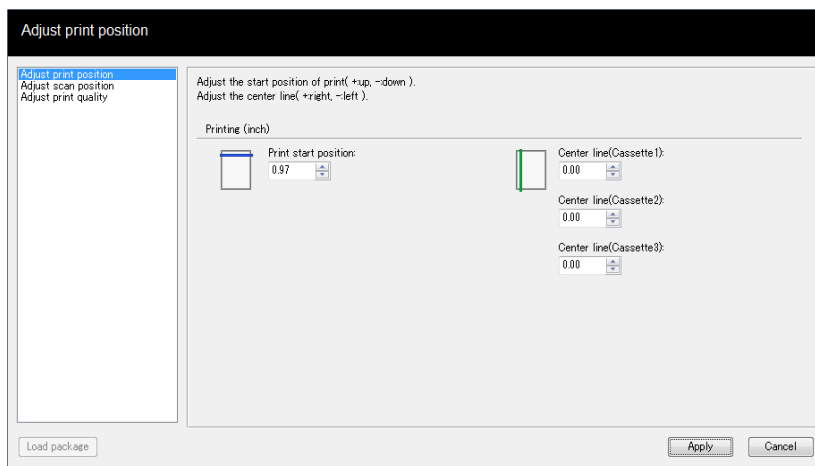 Adjust print position
Adjust print position
Adjust scan position
Adjust print quality
Adjust the start position of print( +:up, -:down ).
Adjust the center line( +:right, -:left ).
Printing (inch)
Print start position:
0.97
Center line(Cassette1):
0.00
Center line(Cassette2):
0.00
Center line(Cassette3):
0.00
Load package
Apply
Cancel